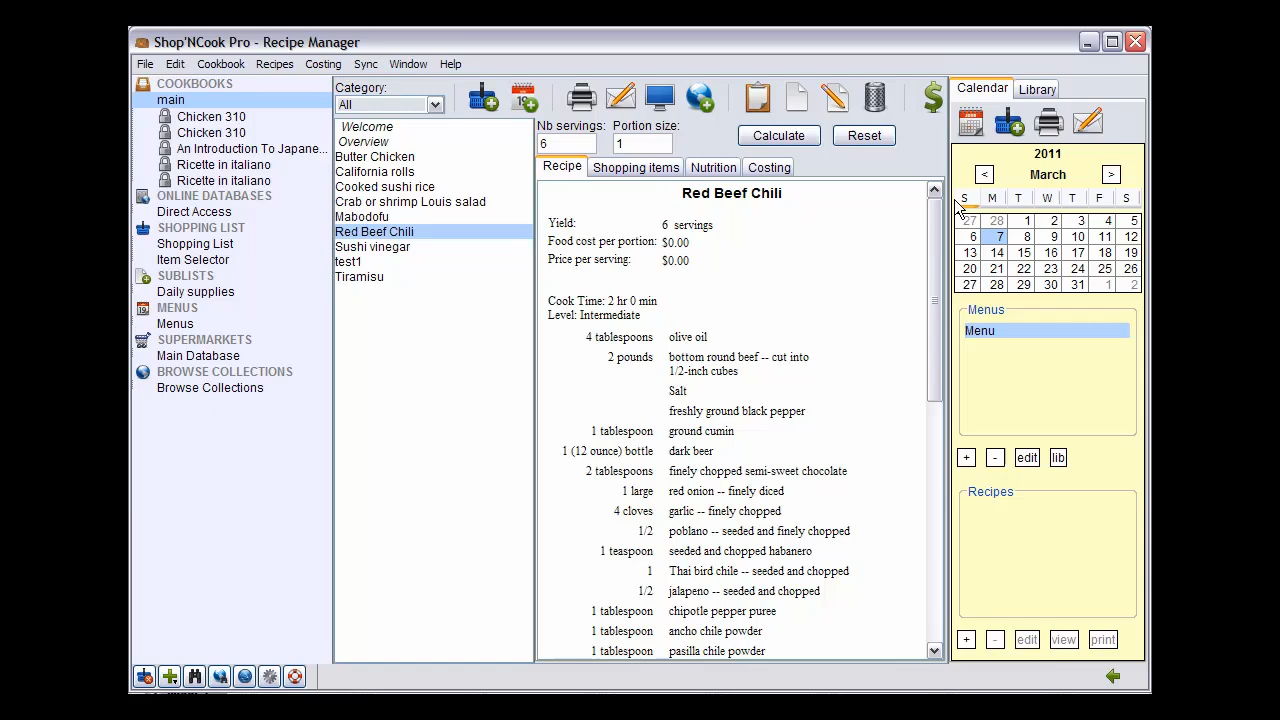 Shop'NCook Pro - Recipe Manager
File Edit Cookbook Recipes Costing Sync Window Help
COOKBOOKS
main
Chicken 310
Chicken 310
An Introduction To Japane...
Ricette in italiano
Ricette in italiano
ONLINE DATABASES
Direct Access
SHOPPING LIST
Shopping List
Item Selector
SUBLISTS
Daily supplies
MENUS
Menus
SUPERMARKETS
Main Database
BROWSE COLLECTIONS
Browse Collections
Category:
All
Welcome
Overview
Butter Chicken
California rolls
Cooked sushi rice
Crab or shrimp Louis salad
Mabodofu
Red Beef Chili
Sushi vinegar
test1
Tiramisu
Nb servings: Portion size:
6 1 Calculate Reset
Recipe Shopping items Nutrition Costing
Red Beef Chili
Yield: 6 servings
Food cost per portion: $0.00
Price per serving: $0.00
Cook Time: 2 hr 0 min
Level: Intermediate
4 tablespoons olive oil
2 pounds bottom round beef -- cut into
1/2-inch cubes
Salt
freshly ground black pepper
1 tablespoon ground cumin
1 (12 ounce) bottle dark beer
2 tablespoons finely chopped semi-sweet chocolate
1 large red onion -- finely diced
4 cloves garlic -- finely chopped
1/2 poblano -- seeded and finely chopped
1 teaspoon seeded and chopped habanero
1 Thai bird chile -- seeded and chopped
1/2 jalapeno -- seeded and chopped
1 tablespoon chipotle pepper puree
1 tablespoon ancho chile powder
1 tablespoon pasilla chile powder
Calendar Library
2011
< March >
S M T W T F S
27 28 1 2 3 4 5
6 7 8 9 10 11 12
13 14 15 16 17 18 19
20 21 22 23 24 25 26
27 28 29 30 31 1 2
Menus
Menu
+ - edit lib
Recipes
+ - edit view print